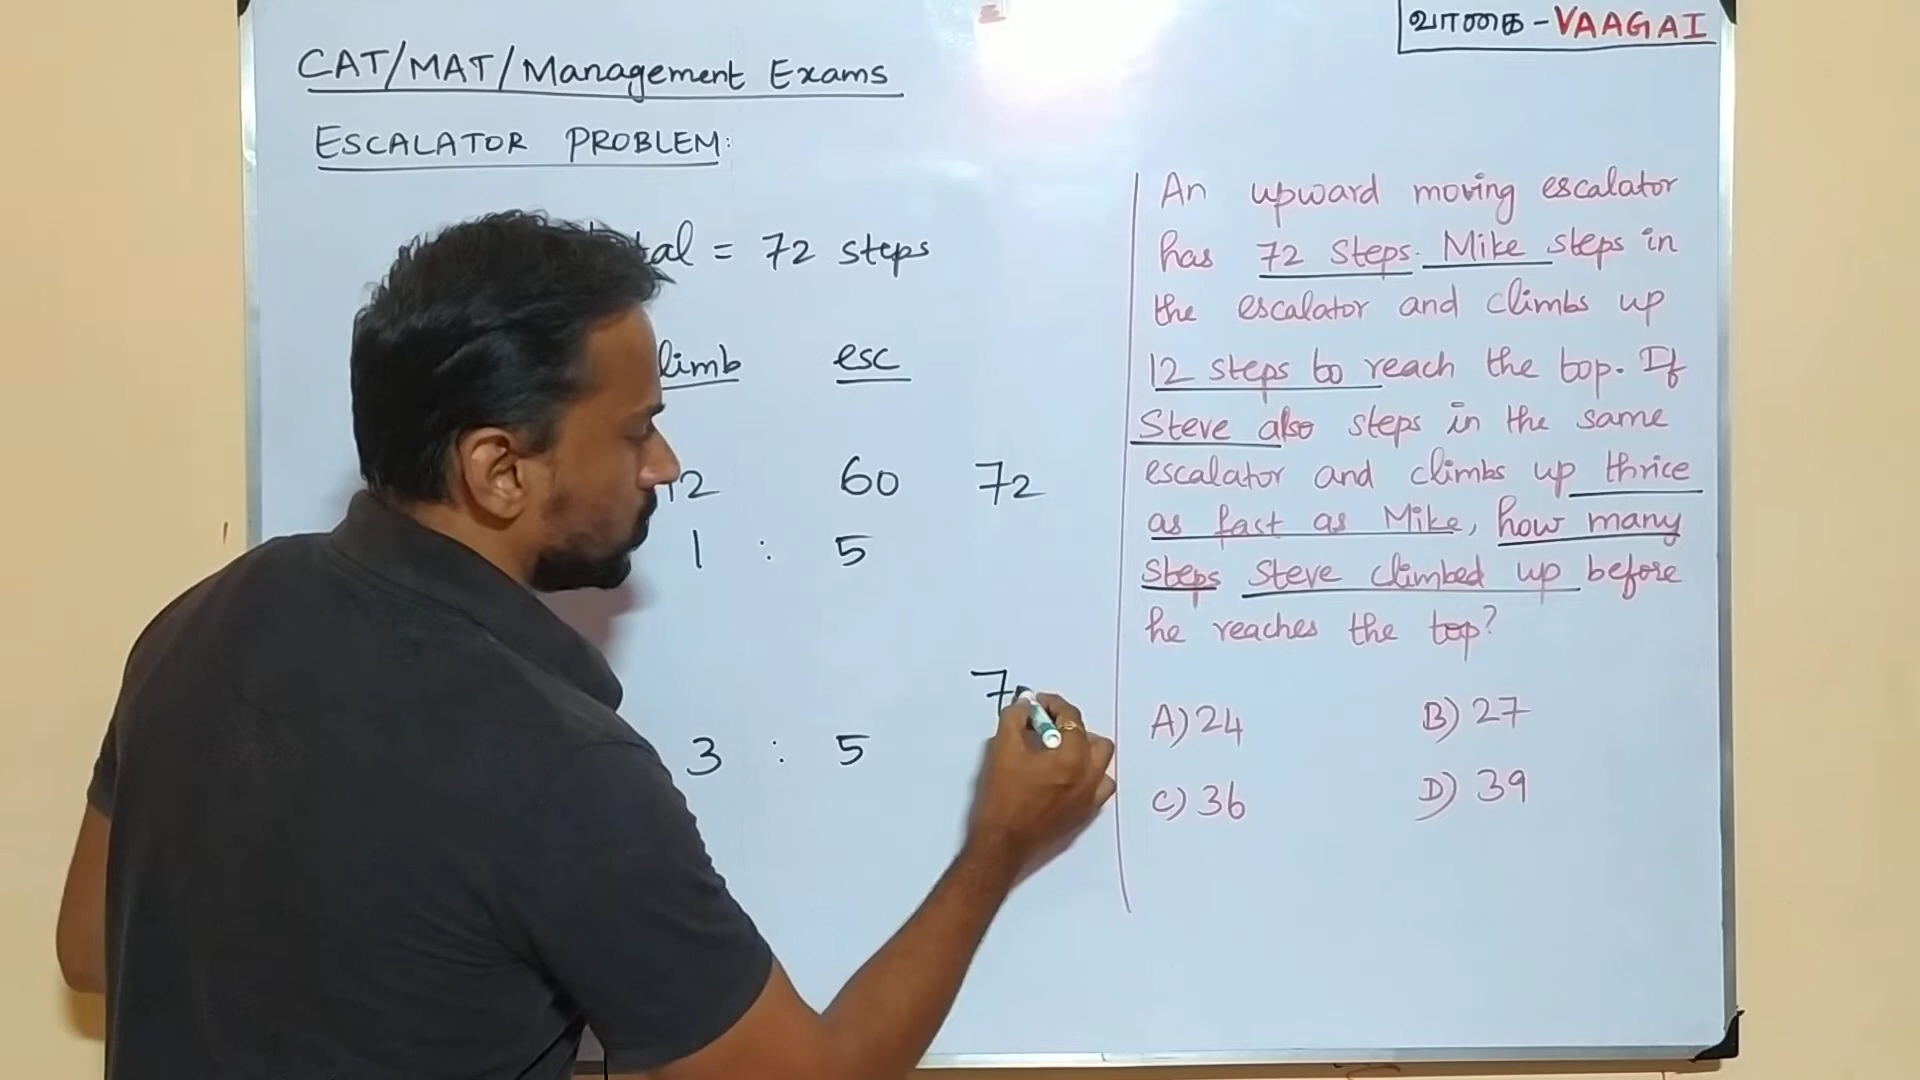 வாகை - VAAGAI
CAT/MAT/Management Exams
ESCALATOR PROBLEM:
= 72 steps
esc
60 72
1 : 5
7
3 : 5
An upward moving escalator
has 72 steps. Mike steps in
the escalator and climbs up
12 steps to reach the top. If
Steve also steps in the same
escalator and climbs up thrice
as fast as Mike, how many
steps Steve climbed up before
he reaches the top?
A) 24 B) 27
C) 36 D) 39